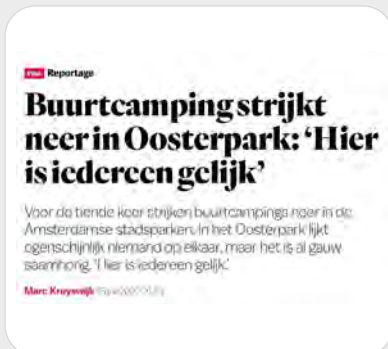 Reportage
Buurtcamping strijkt
neer in Oosterpark: ‘Hier
is iedereen gelijk’
Voor de tiende keer strijken buurtcampings neer in de
Amsterdamse stadsparken. In het Oosterpark lijkt
ogenschijnlijk niemand op elkaar, maar het is al gauw
saamhorig. ‘Hier is iedereen gelijk.’
Marc Kruyswijk